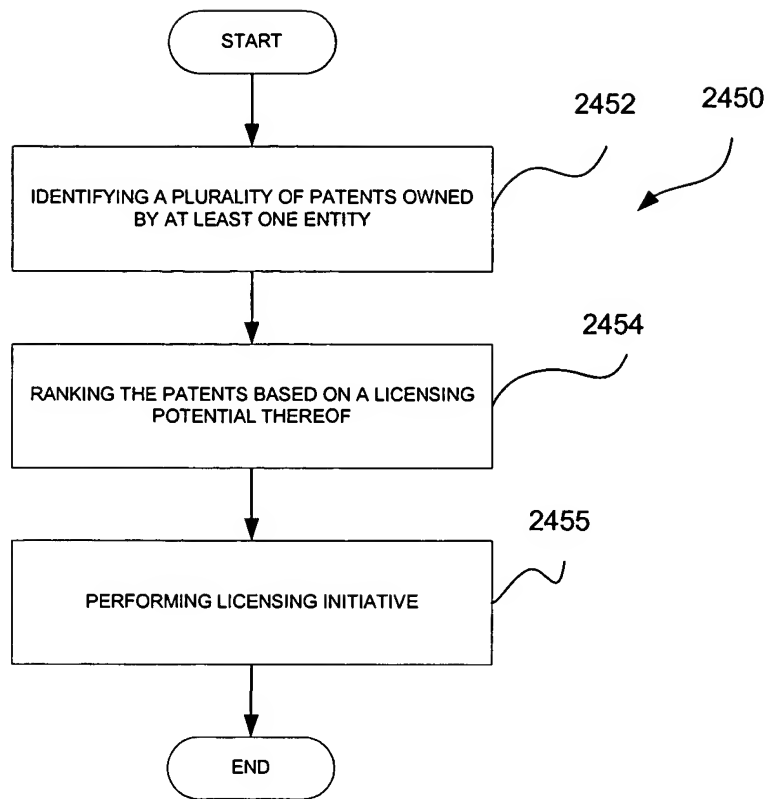 START
2452
2450
IDENTIFYING A PLURALITY OF PATENTS OWNED
BY AT LEAST ONE ENTITY
2454
RANKING THE PATENTS BASED ON A LICENSING
POTENTIAL THEREOF
2455
PERFORMING LICENSING INITIATIVE
END